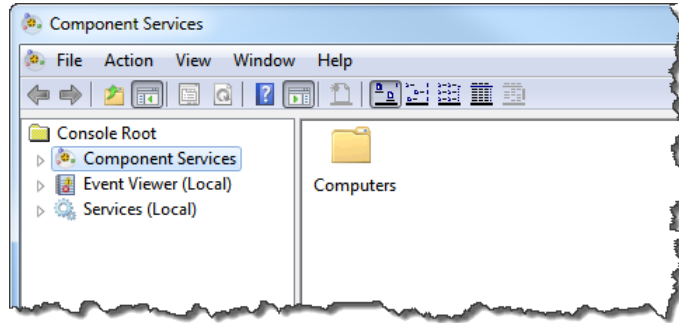 Component Services
File Action View Window Help
Console Root
Component Services
Event Viewer (Local)
Services (Local)
Computers